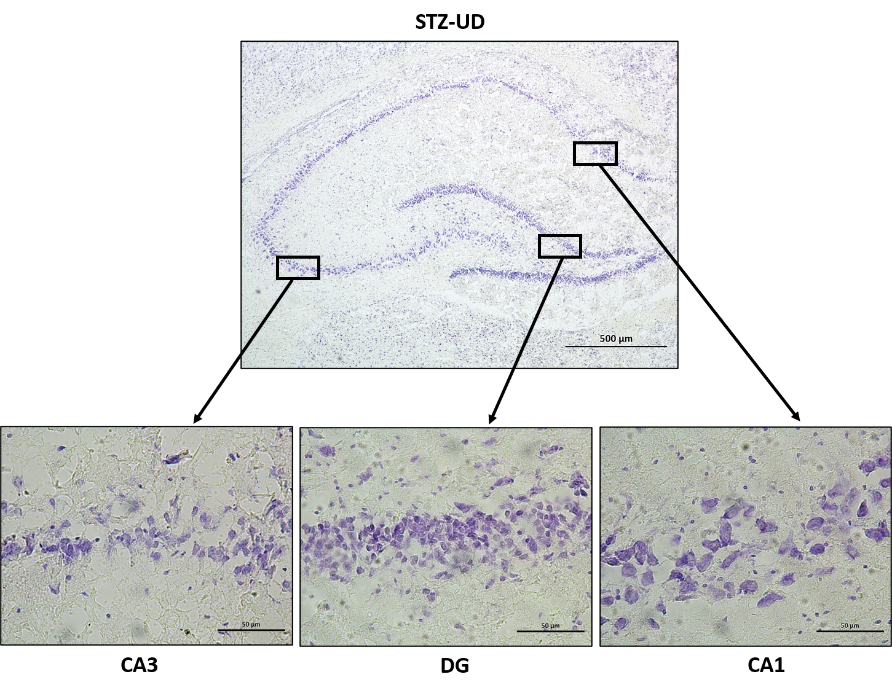 STZ-UD
500 µm
50 µm
50 µm
50 µm
CA3
DG
CA1